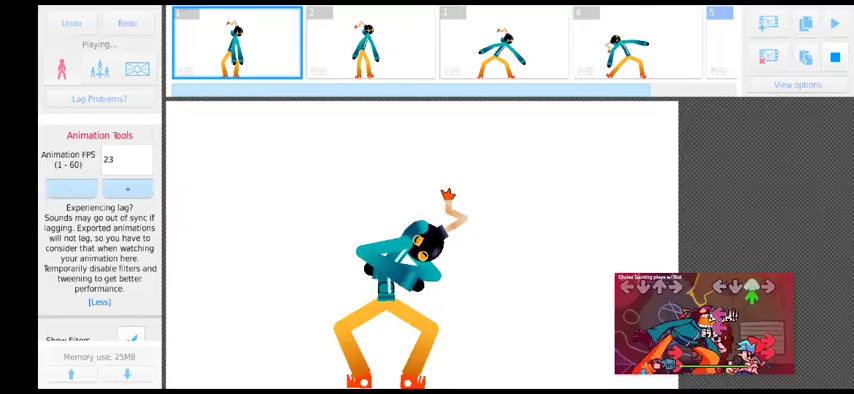 Undo
Redo
Playing...
Lag Problems?
Animation Tools
Animation FPS
(1 - 60)
23
-
+
Experiencing lag?
Sounds may go out of sync if
lagging. Exported animations
will not lag, so you have to
consider that when watching
your animation here.
Temporarily disable filters and
tweening to get better
performance.
[Less]
Show filters
Memory use: 25MB
1
2
3
4
5
View options